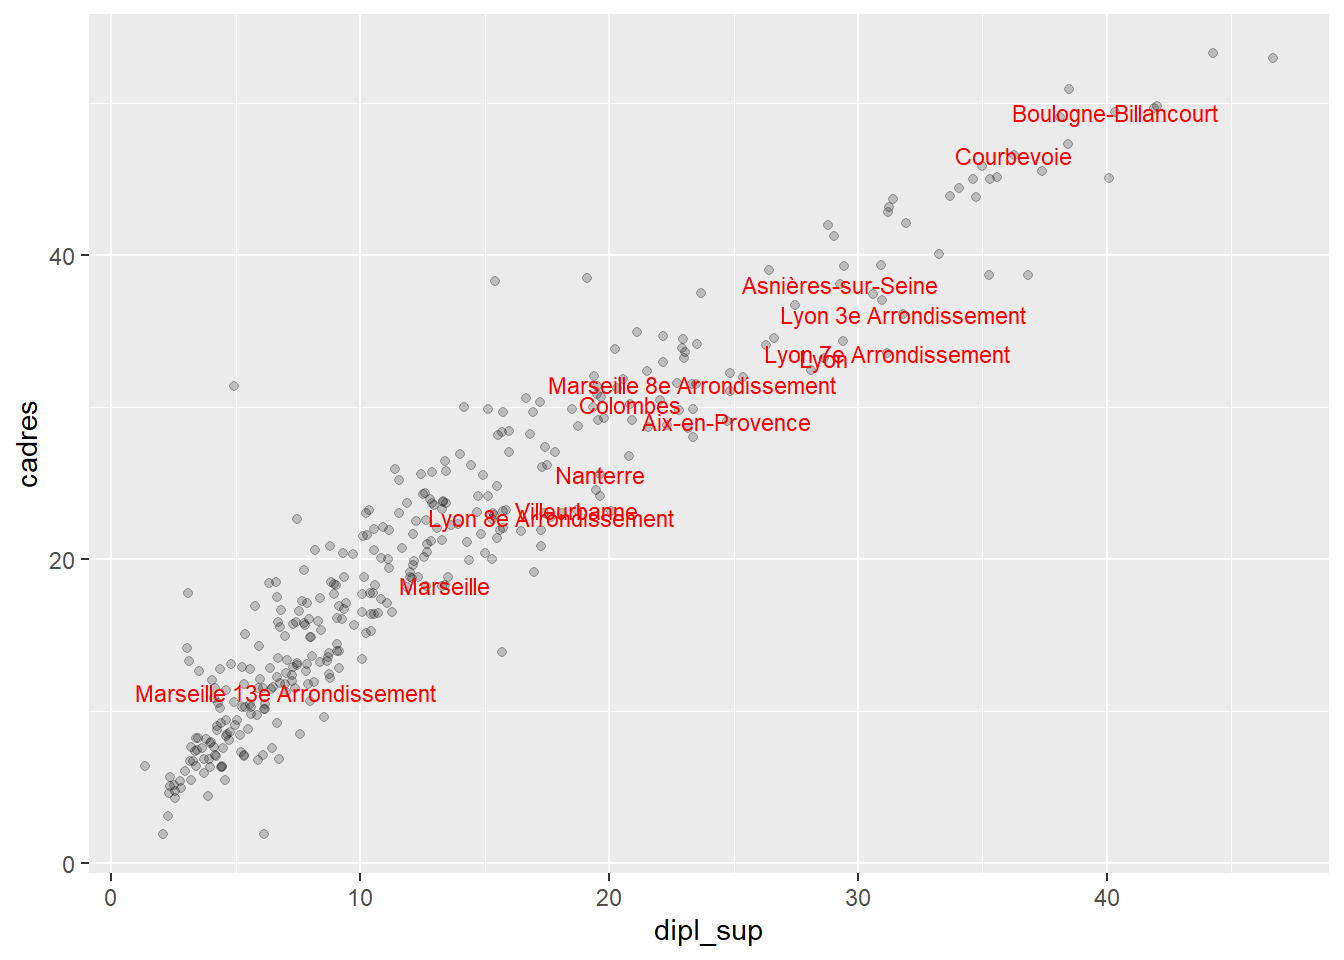 Boulogne-Billancourt
Courbevoie
40
Asnières-sur-Seine
Lyon 3e Arrondissement
Lyon 7e Arrondissement
Lyon
Marseille 8e Arrondissement
Colombes
Aix-en-Provence
cadres
Nanterre
Villeurbanne
Lyon 8e Arrondissement
20
Marseille
Marseille 13e Arrondissement
0
0 10 20 30 40
dipl_sup